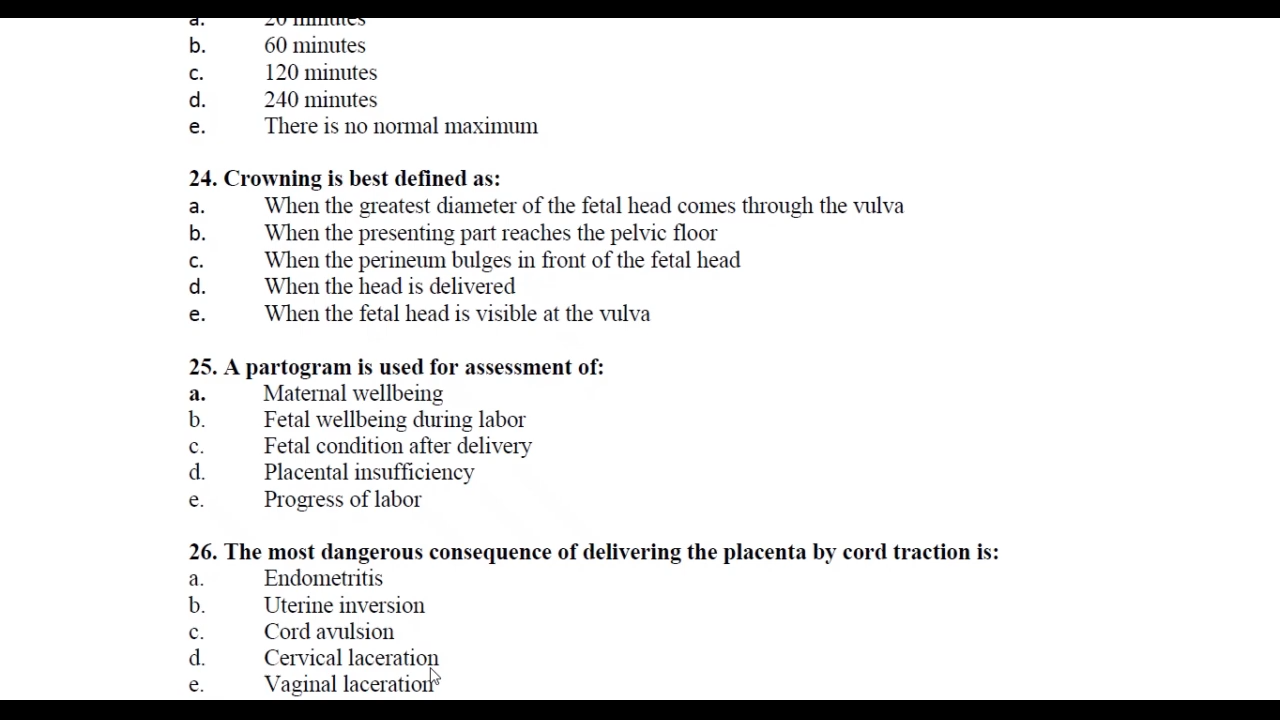 a. 20 minutes
b. 60 minutes
c. 120 minutes
d. 240 minutes
e. There is no normal maximum
24. Crowning is best defined as:
a. When the greatest diameter of the fetal head comes through the vulva
b. When the presenting part reaches the pelvic floor
c. When the perineum bulges in front of the fetal head
d. When the head is delivered
e. When the fetal head is visible at the vulva
25. A partogram is used for assessment of:
a. Maternal wellbeing
b. Fetal wellbeing during labor
c. Fetal condition after delivery
d. Placental insufficiency
e. Progress of labor
26. The most dangerous consequence of delivering the placenta by cord traction is:
a. Endometritis
b. Uterine inversion
c. Cord avulsion
d. Cervical laceration
e. Vaginal laceration